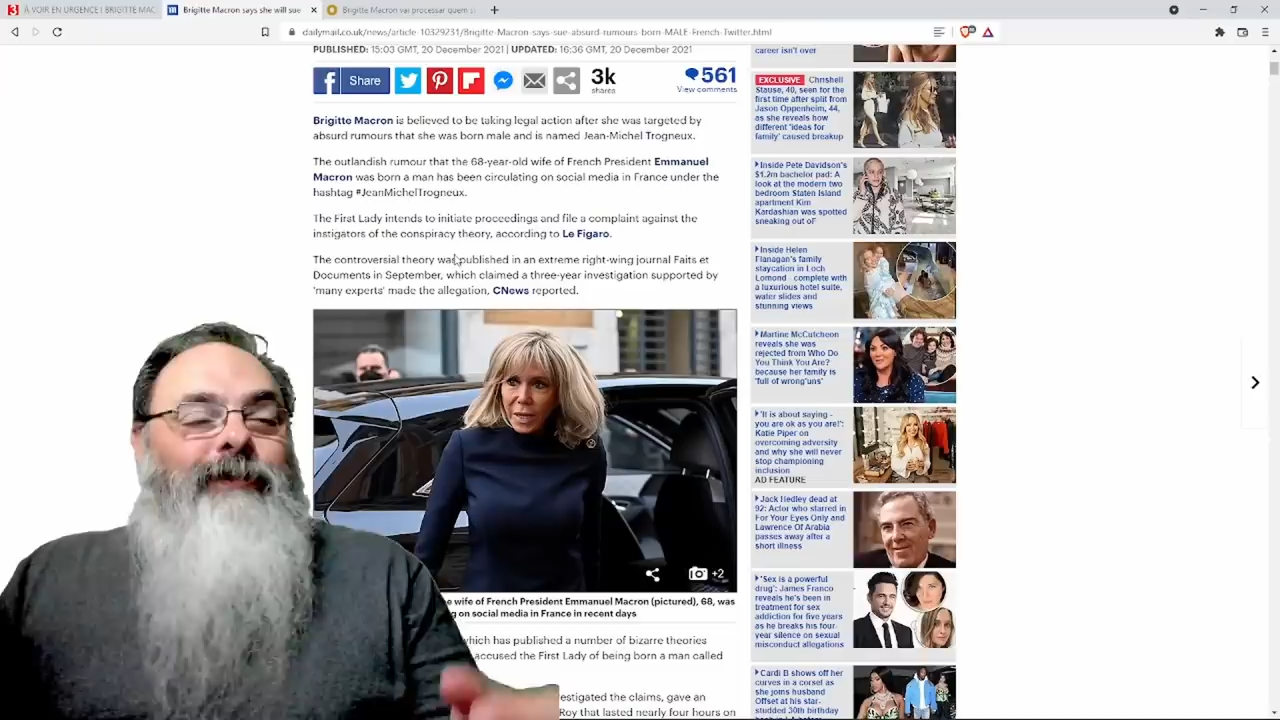 À VOIR EN URGENCE ! BRIGITTE MAC
Brigitte Macron says she will sue
Brigitte Macron vai processar quem s
dailymail.co.uk/news/article-10329231/Brigitte-Macron-says-sue-absurd-rumours-born-MALE-French-Twitter.html
PUBLISHED: 15:03 GMT, 20 December 2021 | UPDATED: 16:36 GMT, 20 December 2021
Share
3k
shares
561
View comments
Brigitte Macron is believed to be taking legal action after she was targeted by
absurd rumours that she was born male and is named Jean-Michel Trogneux.
The outlandish rumour that the 68-year-old wife of French President Emmanuel
Macron was born a man has been circulating on social media in France under the
hashtag #JeanMichelTrogneux.
The First Lady intends to initiate proceedings and file a complaint against the
instigators of the conspiracy theory, according to Le Figaro.
The controversial theory was published in an extreme right-wing journal Faits et
Documents in September, which claimed a three-year investigation supported by
'many experts' made the allegation, CNews reported.
+2
wife of French President Emmanuel Macron (pictured), 68, was
on social media in France in recent days
which has published a number of bizarre theories
accused the First Lady of being born a man called
estigated the claims, gave an
Roy that lasted nearly four hours on
career isn't over
EXCLUSIVE Chrishell
Stause, 40, seen for the
first time after split from
Jason Oppenheim, 44,
as she reveals how
different 'ideas for
family' caused breakup
Inside Pete Davidson's
$1.2m bachelor pad: A
look at the modern two
bedroom Staten Island
apartment Kim
Kardashian was spotted
sneaking out of
Inside Helen
Flanagan's family
staycation in Loch
Lomond - complete with
a luxurious hotel suite,
water slides and
stunning views
Martine McCutcheon
reveals she was
rejected from Who Do
You Think You Are?
because her family is
'full of wrong'uns'
'It is about saying -
you are ok as you are!':
Katie Piper on
overcoming adversity
and why she will never
stop championing
inclusion
AD FEATURE
Jack Hedley dead at
92: Actor who starred in
For Your Eyes Only and
Lawrence Of Arabia
passes away after a
short illness
'Sex is a powerful
drug': James Franco
reveals he's been in
treatment for sex
addiction for five years
as he breaks his four-
year silence on sexual
misconduct allegations
Cardi B shows off her
curves in a corset as
she joins husband
Offset at his star-
studded 30th birthday